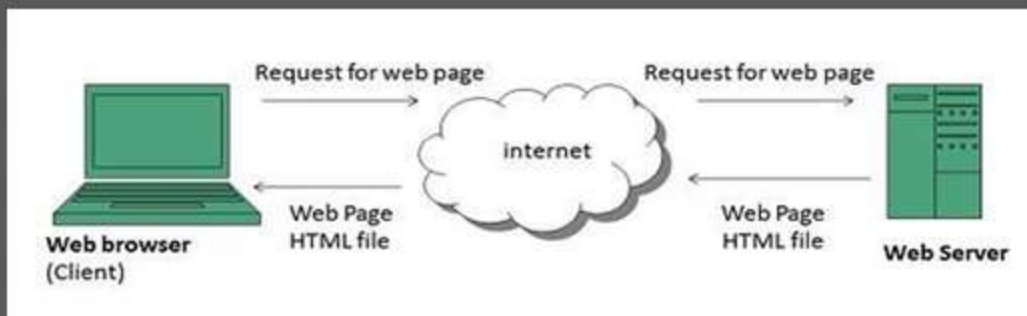 Request for web page
Request for web page
internet
Web Page
HTML file
Web Page
HTML file
Web browser
(Client)
Web Server